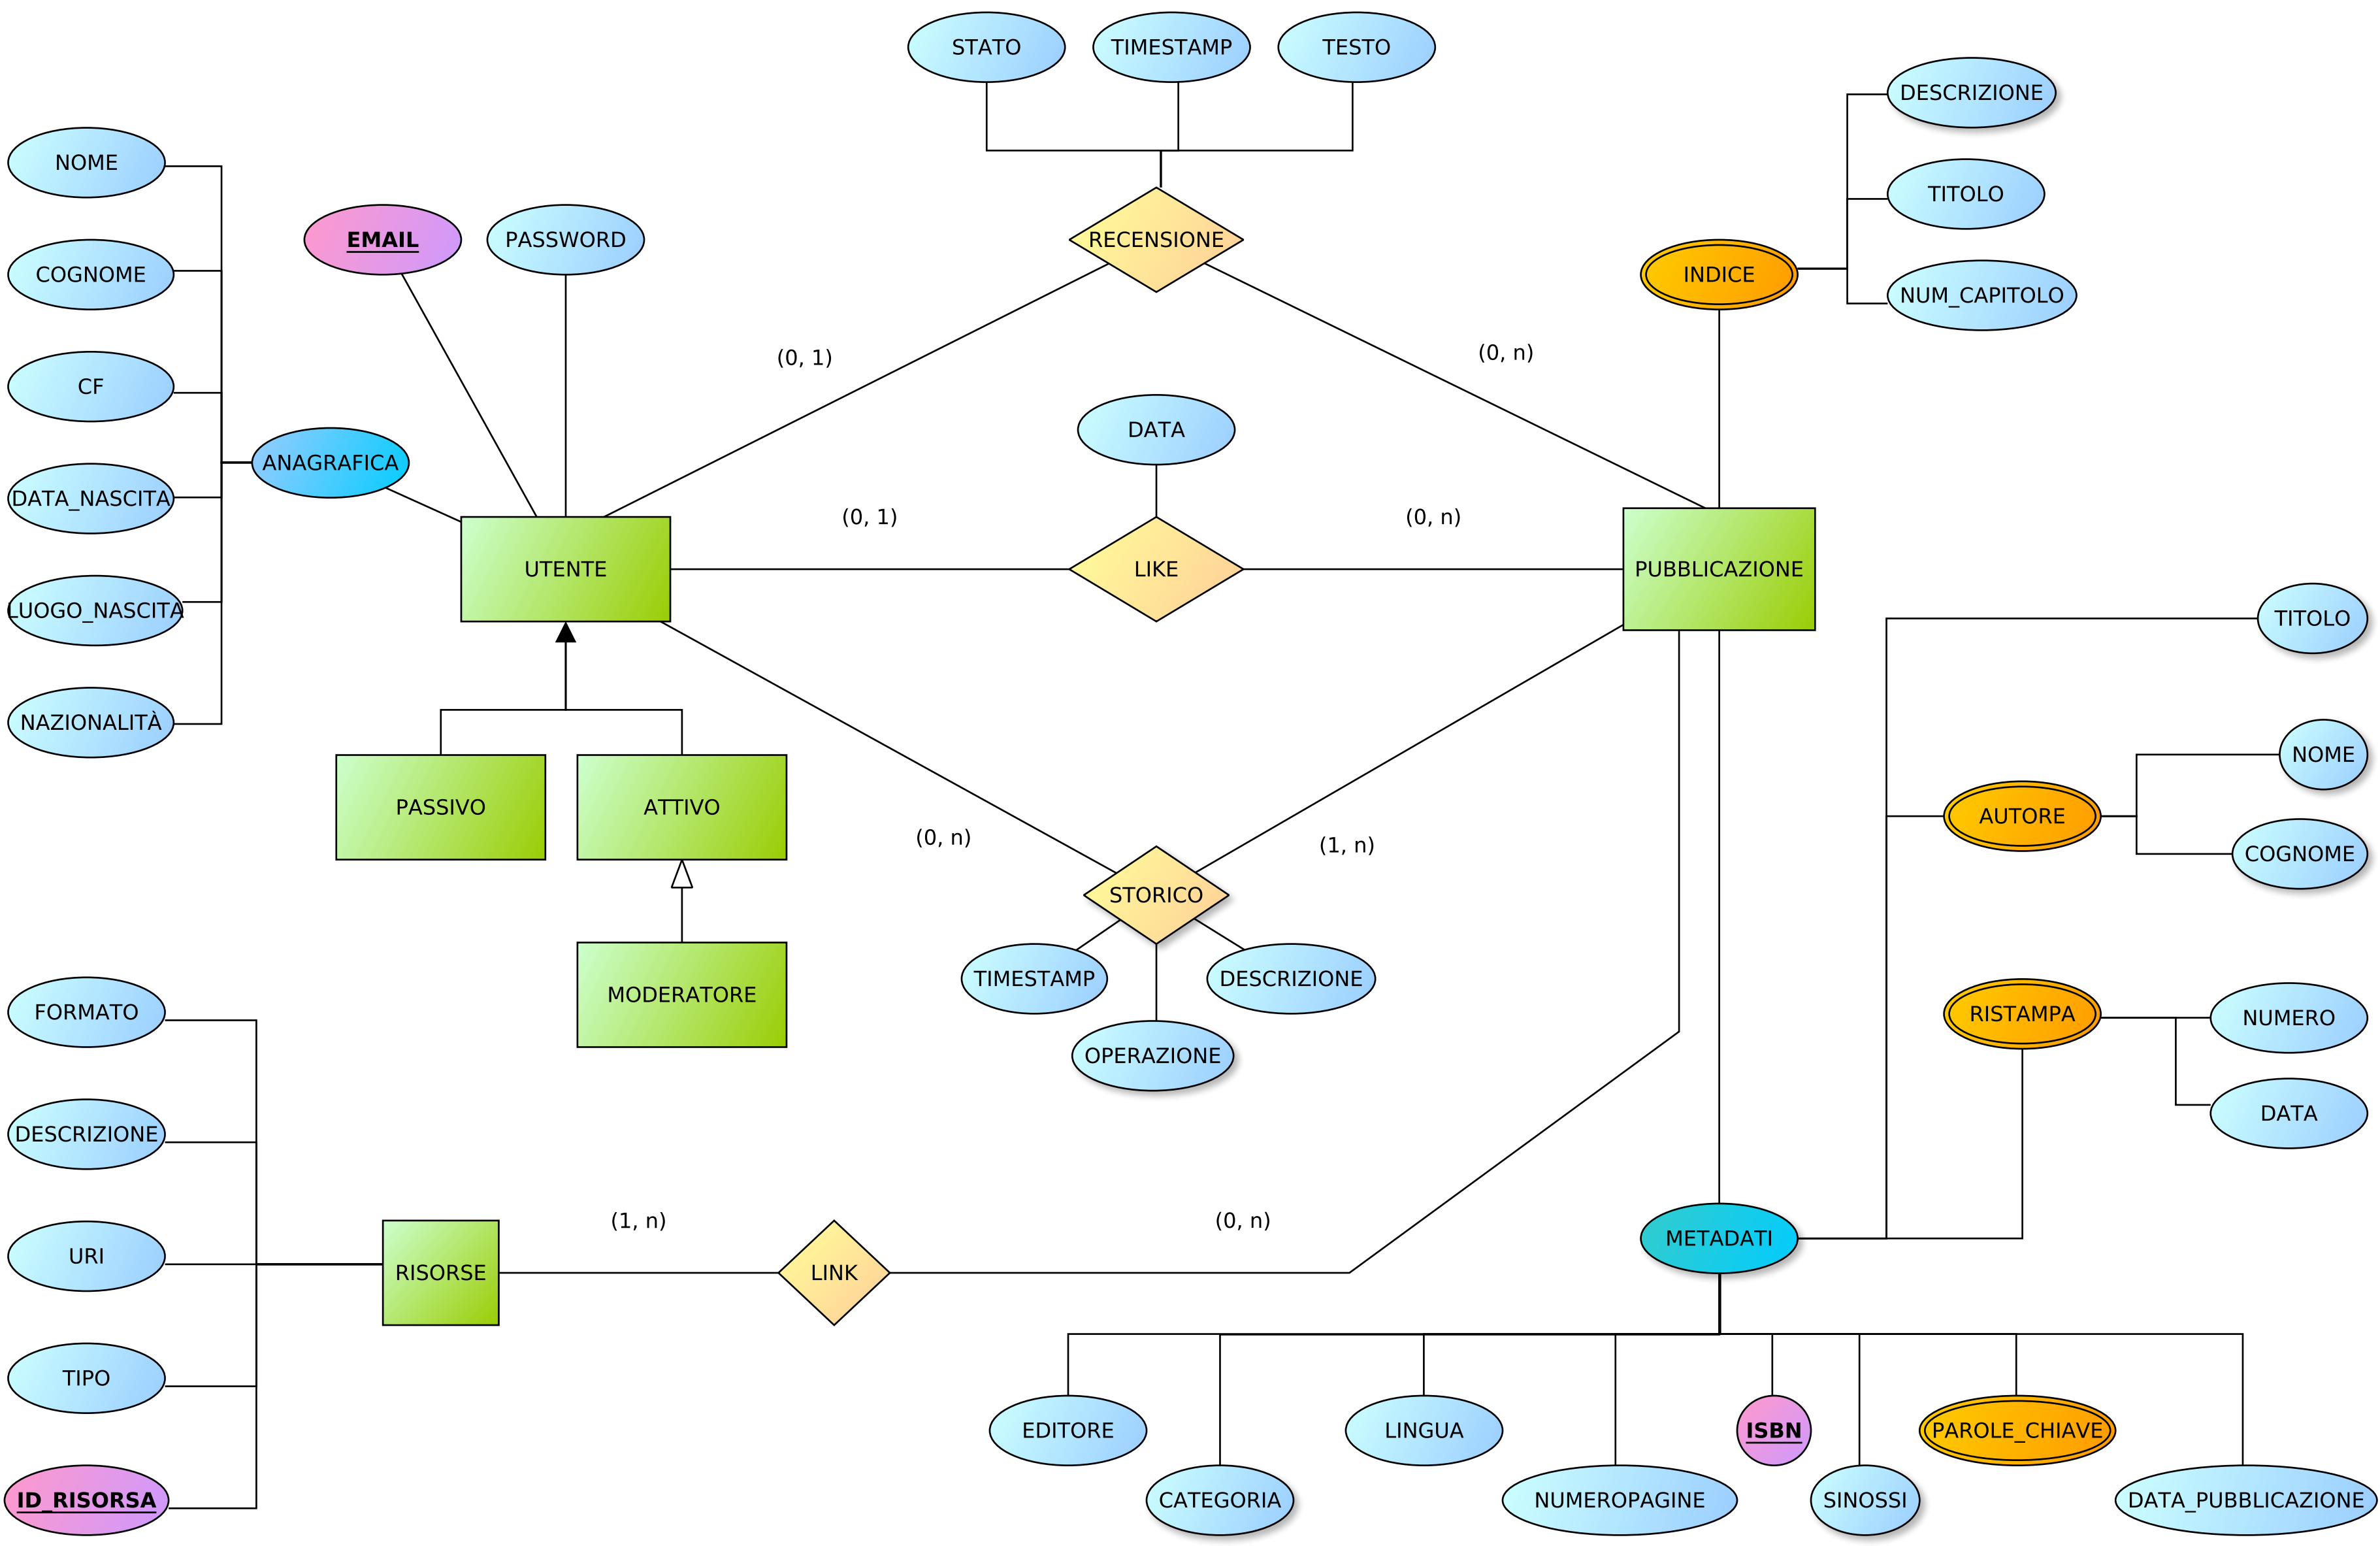 STATO
TIMESTAMP
TESTO
DESCRIZIONE
NOME
TITOLO
EMAIL
PASSWORD
RECENSIONE
COGNOME
INDICE
NUM_CAPITOLO
(0, 1)
(0, n)
CF
DATA
ANAGRAFICA
DATA_NASCITA
(0, 1)
(0, n)
UTENTE
LIKE
PUBBLICAZIONE
LUOGO_NASCITA
TITOLO
NAZIONALITÀ
NOME
PASSIVO
ATTIVO
AUTORE
(0, n)
(1, n)
COGNOME
STORICO
TIMESTAMP
DESCRIZIONE
MODERATORE
FORMATO
RISTAMPA
NUMERO
OPERAZIONE
DATA
DESCRIZIONE
(1, n)
(0, n)
METADATI
URI
RISORSE
LINK
TIPO
EDITORE
LINGUA
ISBN
PAROLE_CHIAVE
ID_RISORSA
CATEGORIA
NUMEROPAGINE
SINOSSI
DATA_PUBBLICAZIONE